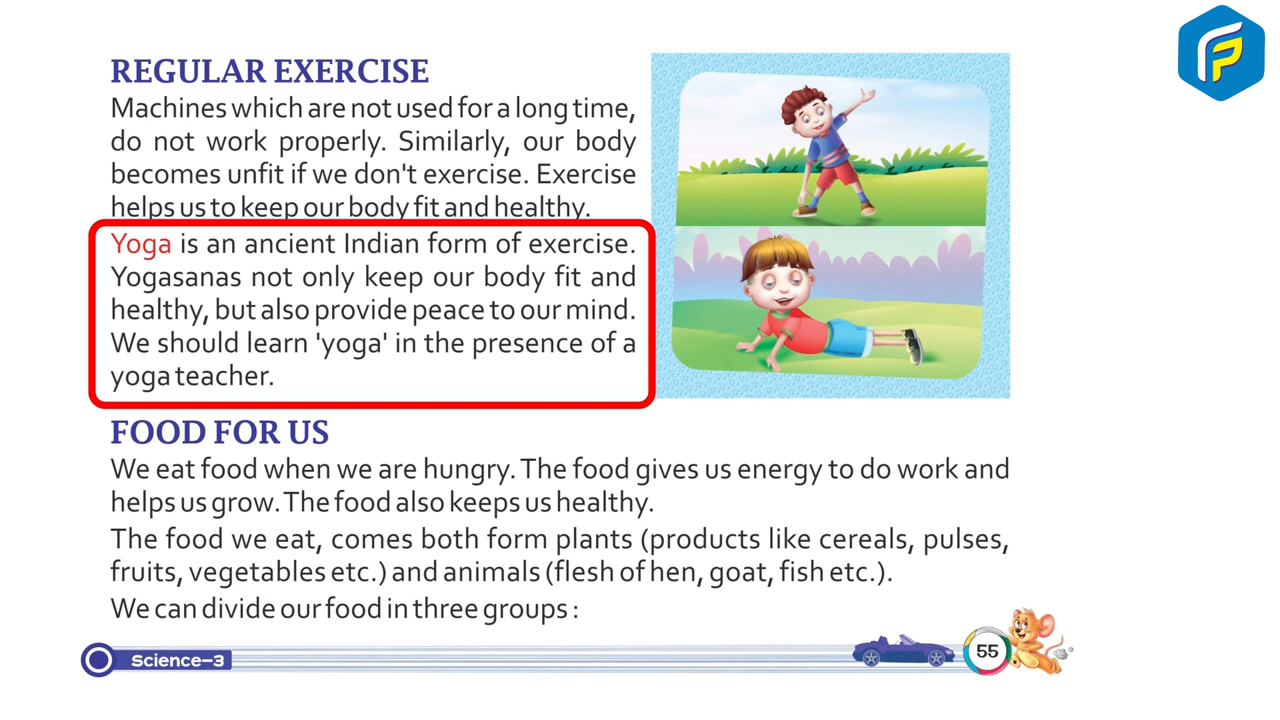 REGULAR EXERCISE
Machines which are not used for a long time,
do not work properly. Similarly, our body
becomes unfit if we don't exercise. Exercise
helps us to keep our body fit and healthy.
Yoga is an ancient Indian form of exercise.
Yogasanas not only keep our body fit and
healthy, but also provide peace to our mind.
We should learn 'yoga' in the presence of a
yoga teacher.
FOOD FOR US
We eat food when we are hungry. The food gives us energy to do work and
helps us grow. The food also keeps us healthy.
The food we eat, comes both form plants (products like cereals, pulses,
fruits, vegetables etc.) and animals (flesh of hen, goat, fish etc.).
We can divide our food in three groups :
Science–3
55